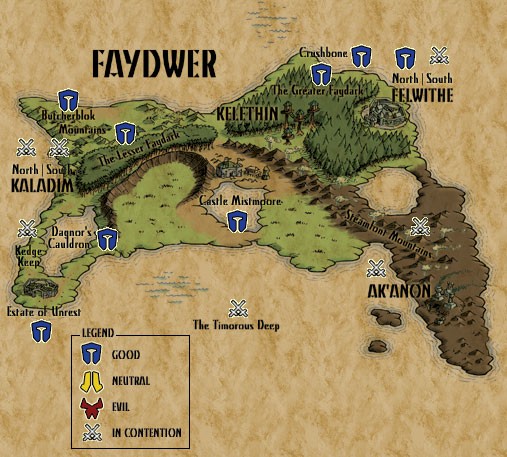 FAYDWER
Crushbone
North | South
FELWITHE
The Greater Faydark
Butcherblok
Mountains
KELETHIN
The Lesser Faydark
North | South
KALADIM
Castle Mistmoore
Dagnor's
Cauldron
Steamfont Mountains
Kedge
Keep
AK'ANON
Estate of Unrest
The Timorous Deep
LEGEND
GOOD
NEUTRAL
EVIL
IN CONTENTION